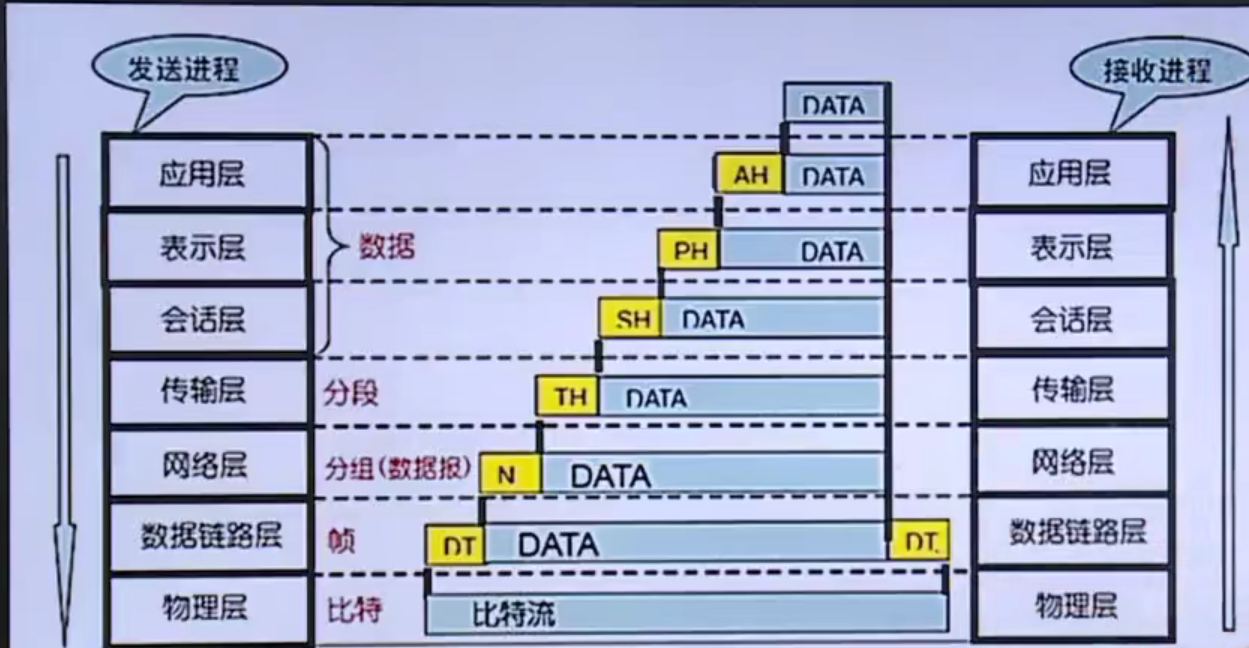 发送进程
接收进程
DATA
应用层
AH
DATA
应用层
表示层
数据
PH
DATA
表示层
会话层
SH
DATA
会话层
传输层
分段
TH
DATA
传输层
网络层
分组(数据报)
N
DATA
网络层
数据链路层
帧
DT
DATA
DT
数据链路层
物理层
比特
比特流
物理层